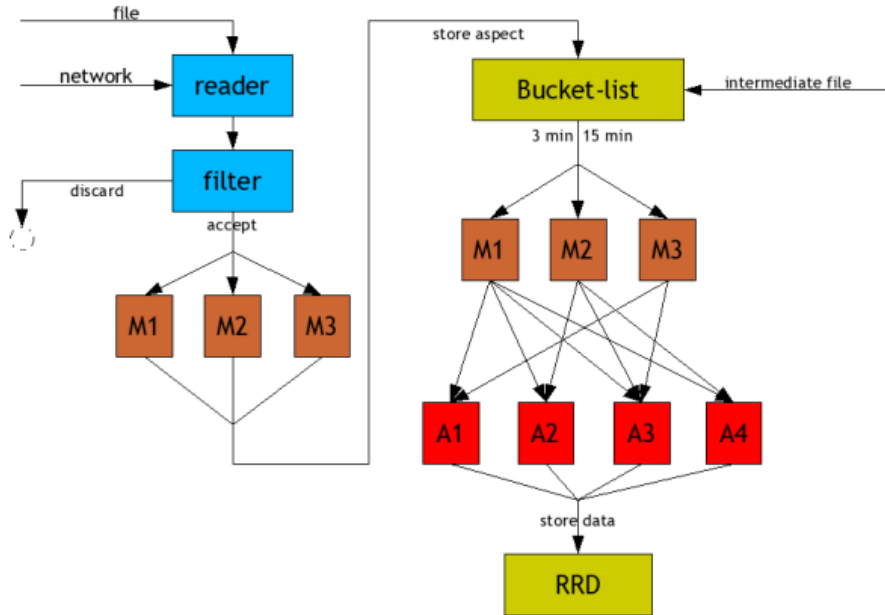 file
store aspect
network
reader
Bucket-list
intermediate file
3 min 15 min
discard
filter
accept
M1 M2 M3
M1 M2 M3
A1 A2 A3 A4
store data
RRD